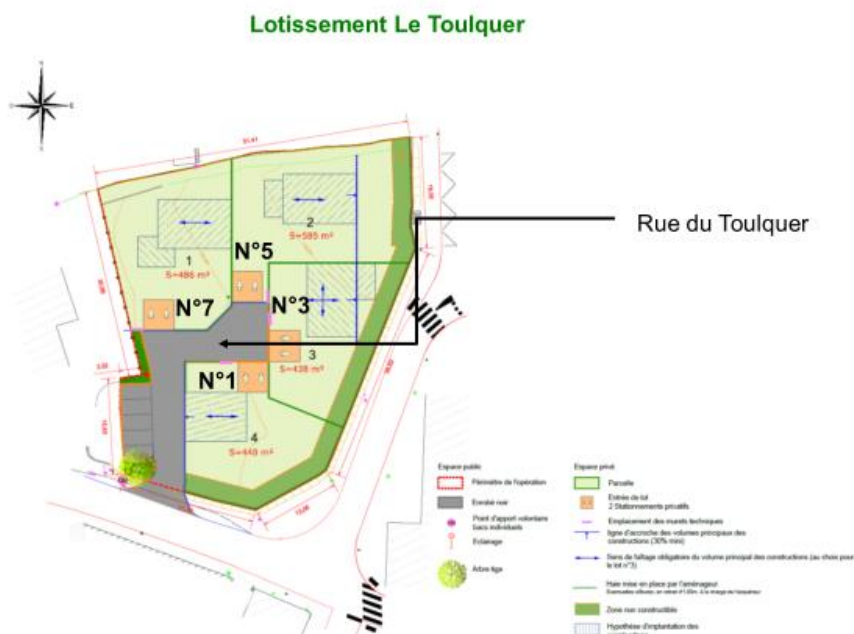 Lotissement Le Toulquer
Rue du Toulquer
2
S=585 m²
1
S=486 m²
N°5
N°7
N°3
3
S=438 m²
N°1
4
S=448 m²
Espace public
Périmètre de l'opération
Enrobé noir
Point d'apport volontaire
bacs individuels
Eclairage
Arbre tige
Espace privé
Parcelle
Entrée de lot
2 Stationnements privatifs
Emplacement des murets techniques
ligne d'accroche des volumes principaux des
constructions (30% mini)
Sens de faîtage obligatoire du volume principal des constructions (au choix pour
le lot n°3)
Haie mise en place par l'aménageur
Zone non constructible
Hypothèse d'implantation des